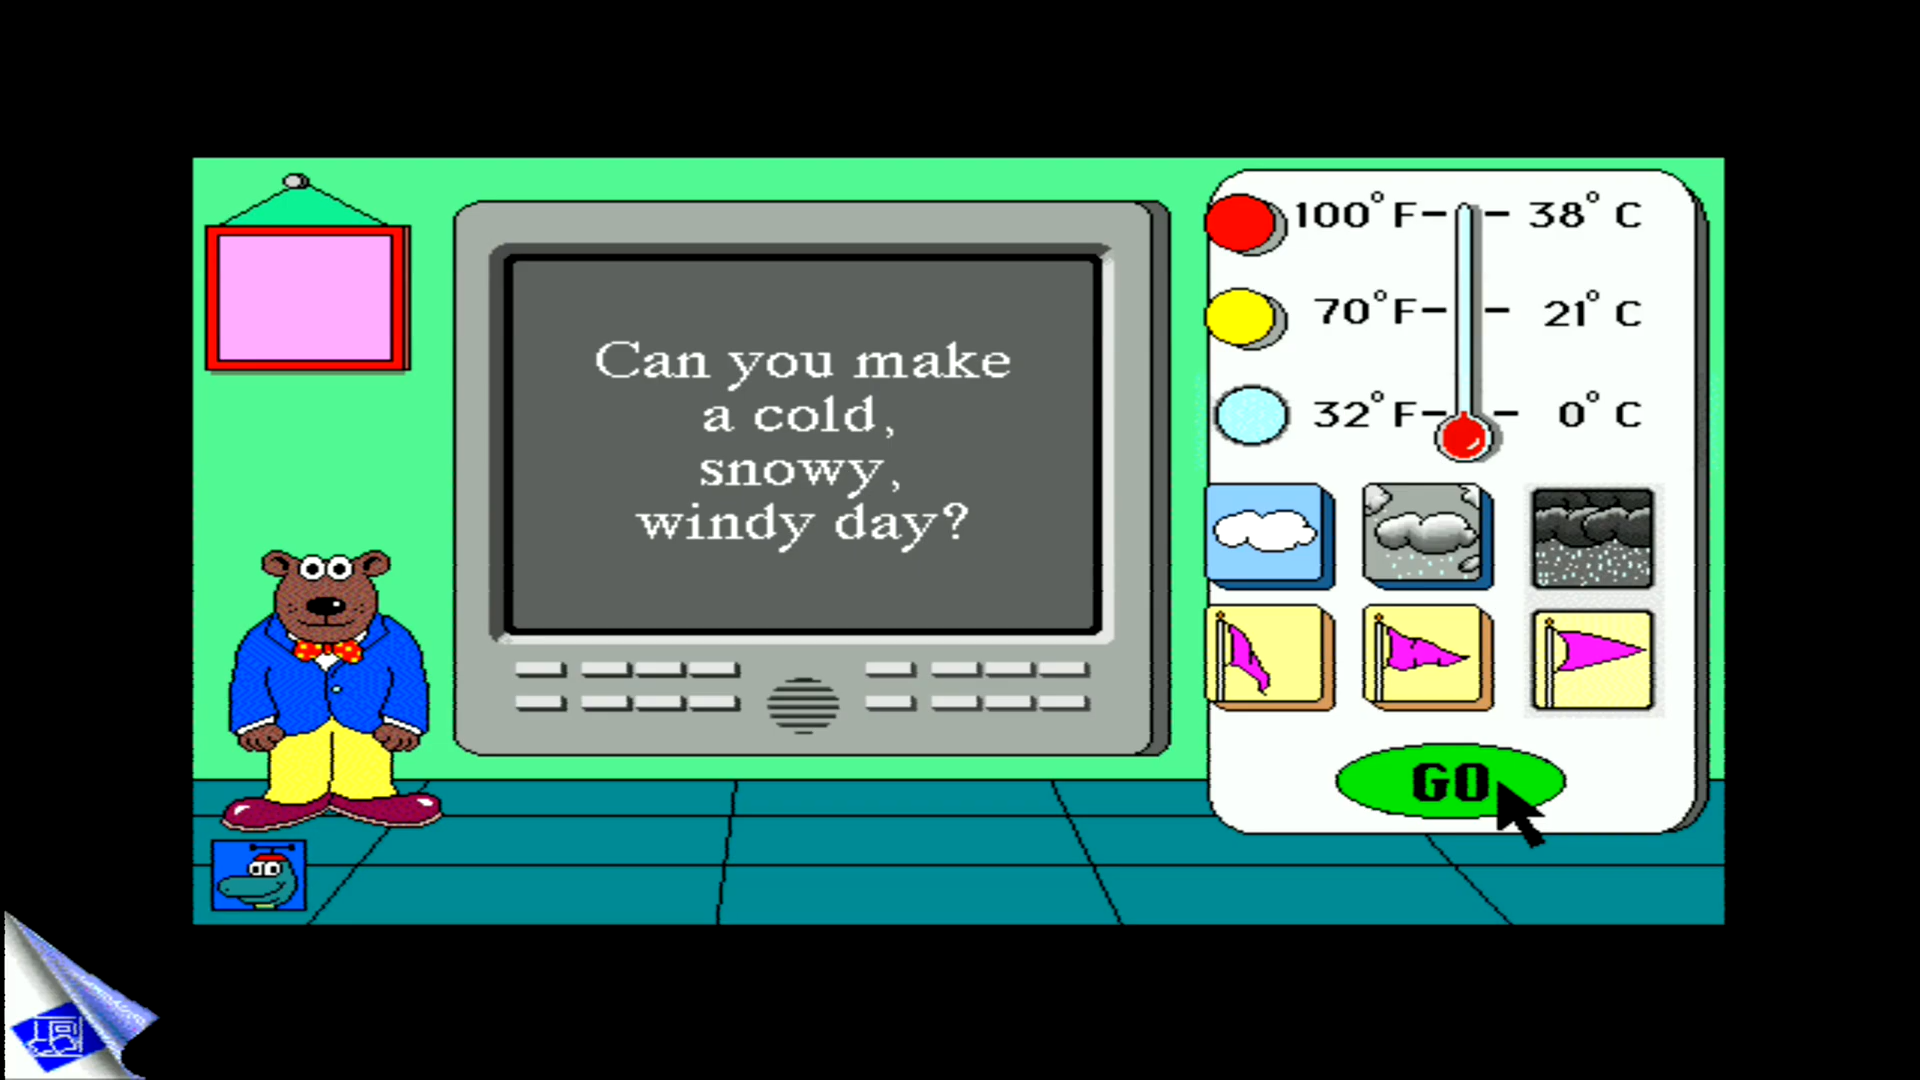 Can you make
a cold,
snowy,
windy day?
100°F 38°C
70°F 21°C
32°F 0°C
GO